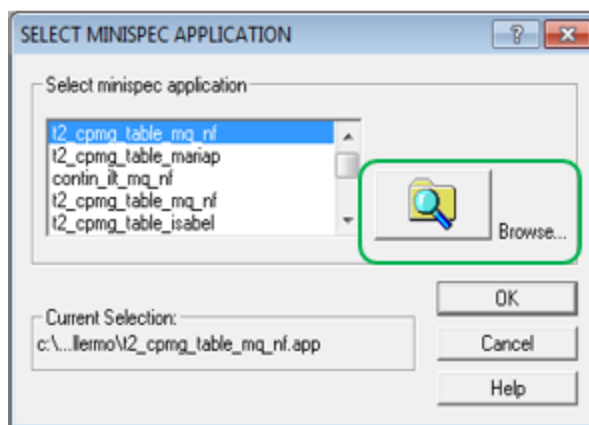 SELECT MINISPEC APPLICATION
Select minispec application
t2_cpmg_table_mq_nf
t2_cpmg_table_mariap
contin_ilt_mq_nf
t2_cpmg_table_mq_nf
t2_cpmg_table_isabel
Browse...
OK
Current Selection:
c:\...llermo\t2_cpmg_table_mq_nf.app
Cancel
Help